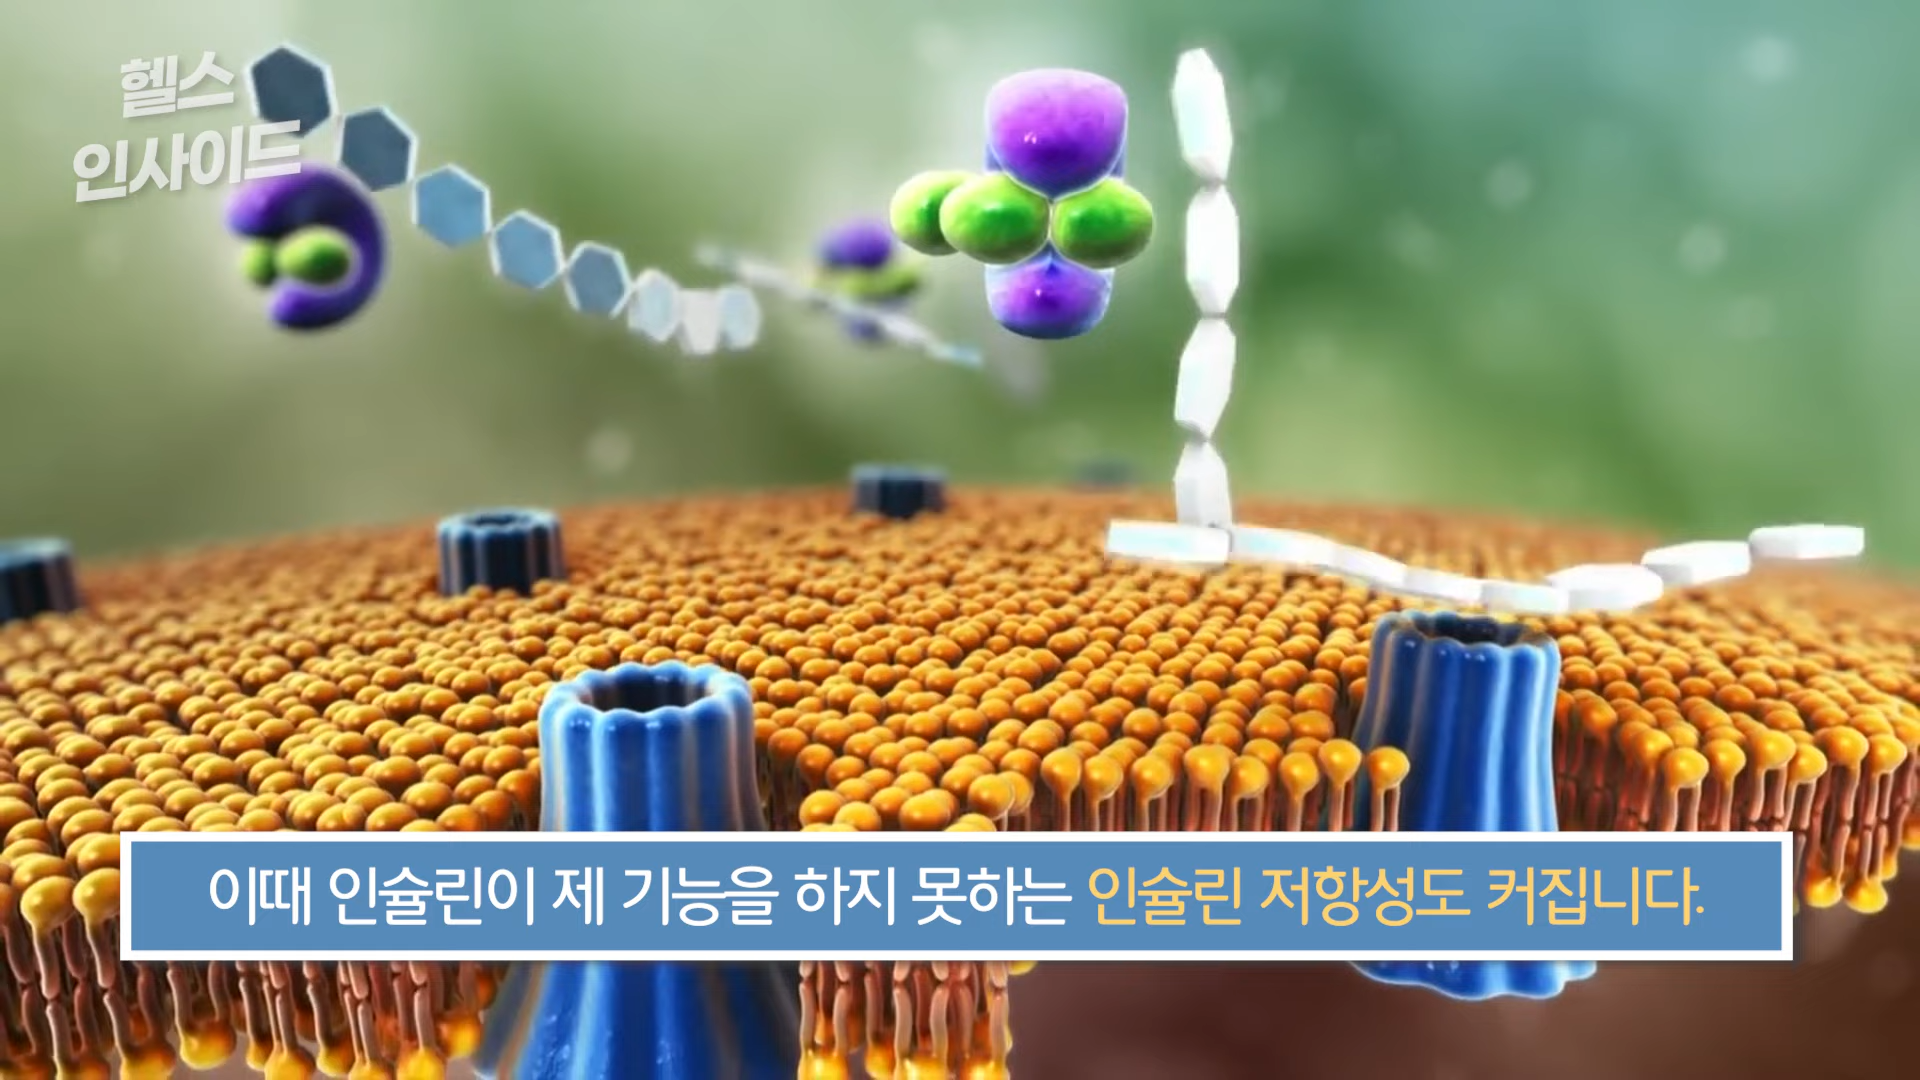 헬스
인사이드
이때 인슐린이 제 기능을 하지 못하는 인슐린 저항성도 커집니다.